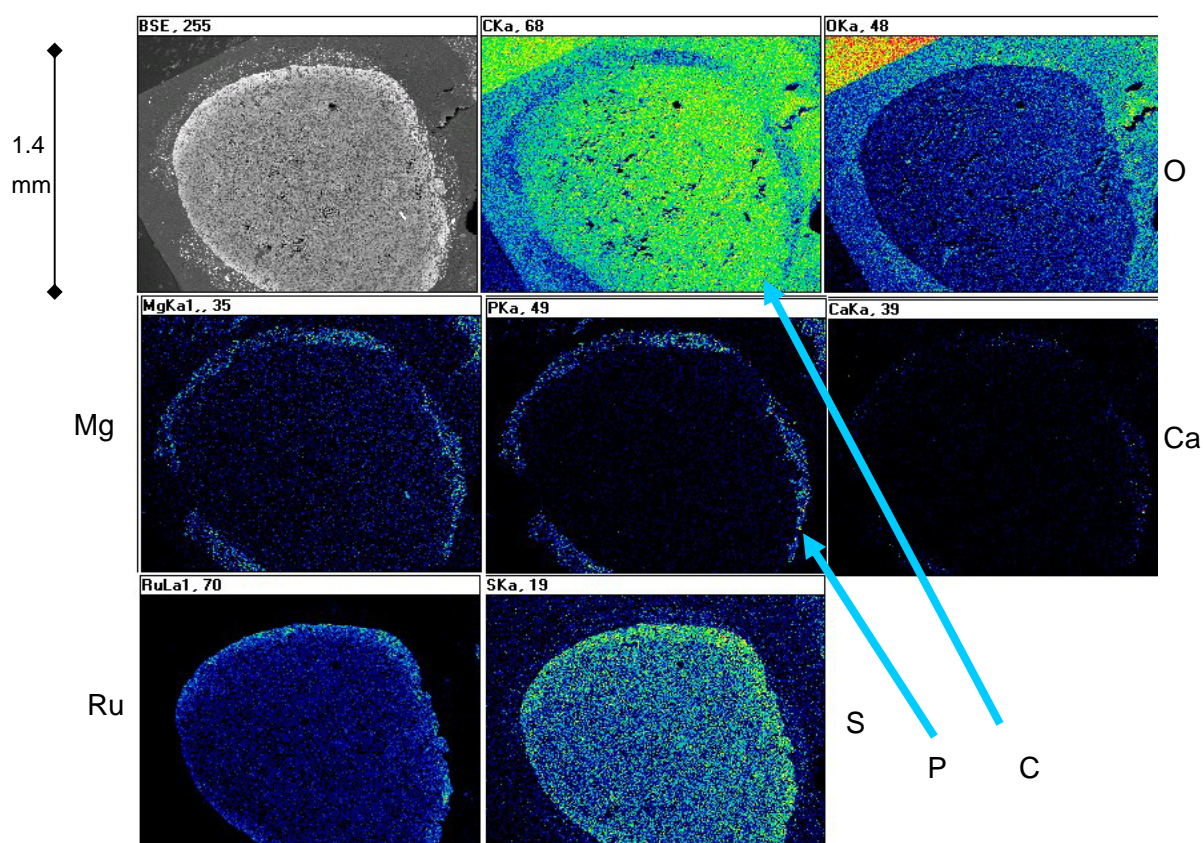 BSE, 255
CKa, 68
OKa, 48
1.4
mm
O
MgKa1,, 35
PKa, 49
CaKa, 39
Mg
Ca
RuLa1, 70
SKa, 19
Ru
S
P
C